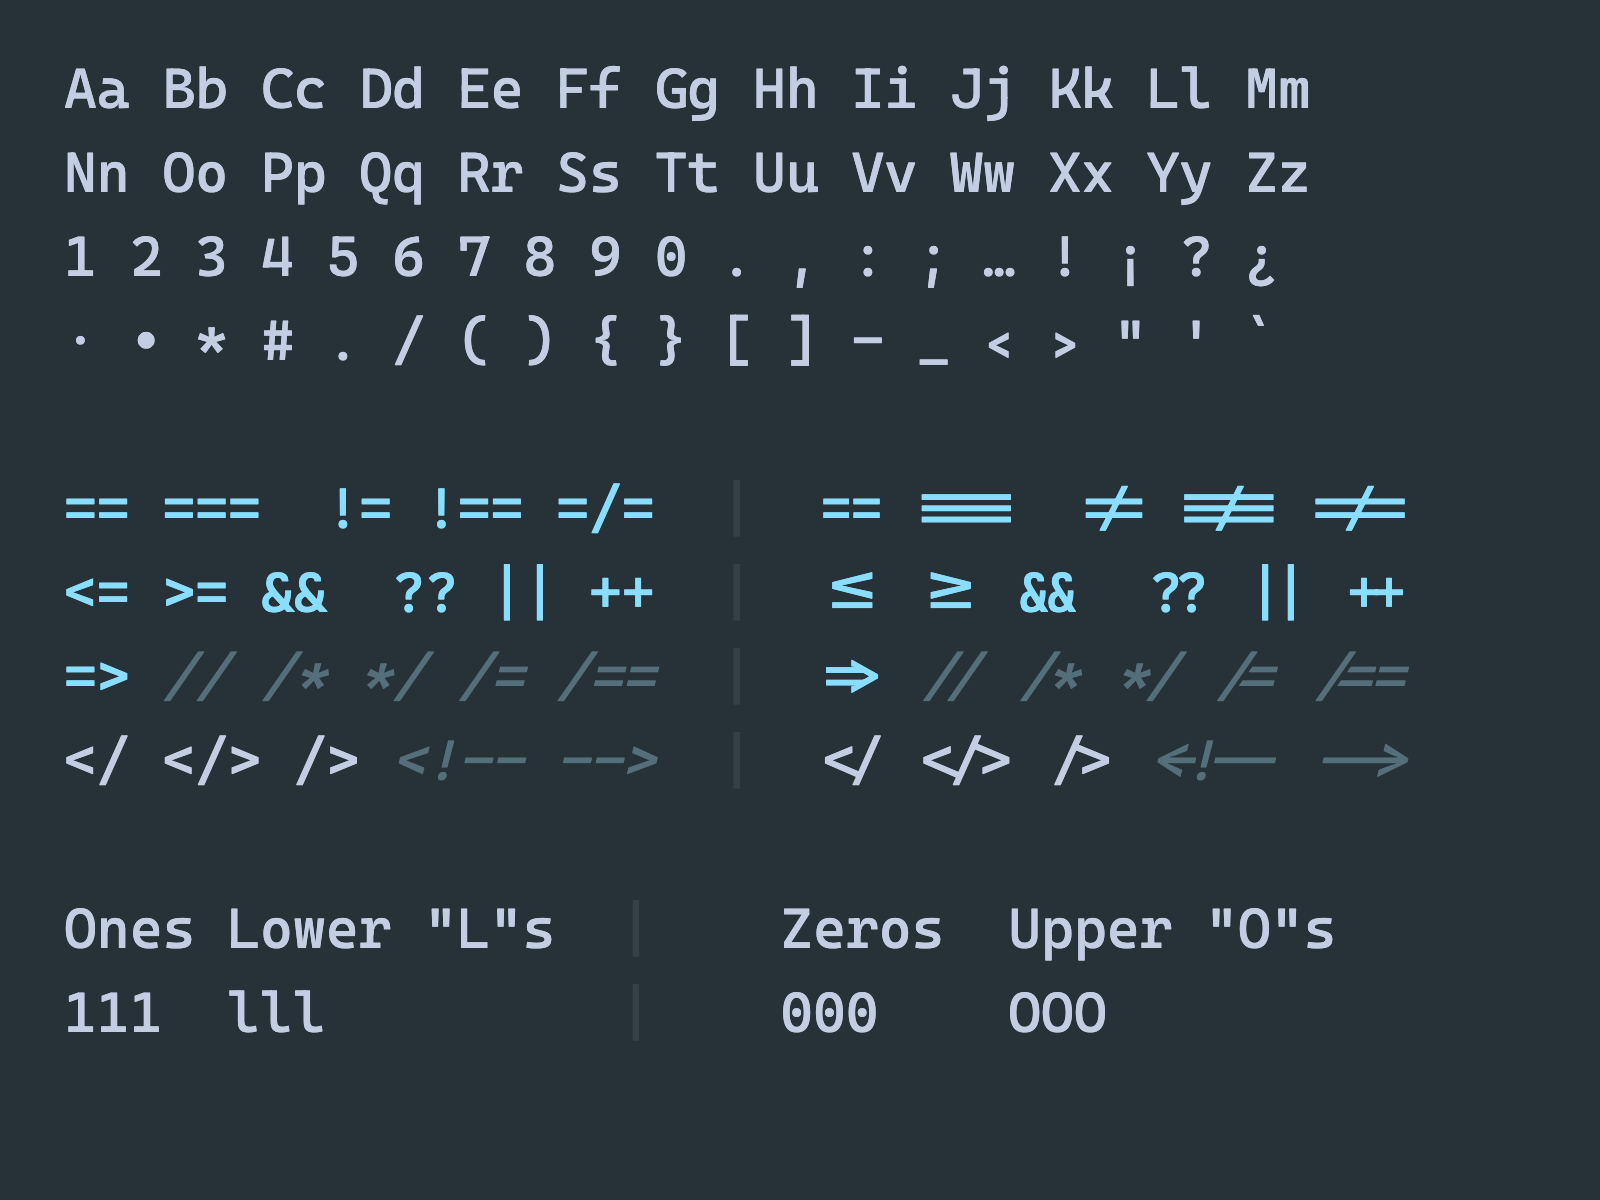 Aa Bb Cc Dd Ee Ff Gg Hh Ii Jj Kk Ll Mm
Nn Oo Pp Qq Rr Ss Tt Uu Vv Ww Xx Yy Zz
1 2 3 4 5 6 7 8 9 0 . , : ; … ! ¡ ? ¿
· • * # . / ( ) { } [ ] - _ < > " ' `
== === != !== =/= | == === != !== =/=
<= >= && ?? || ++ | <= >= && ?? || ++
=> // /* */ /= /== | => // /* */ /= /==
</ </> /> <!-- --> | </ </> /> <!-- -->
Ones Lower "L"s | Zeros Upper "O"s
111 lll | 000 OOO